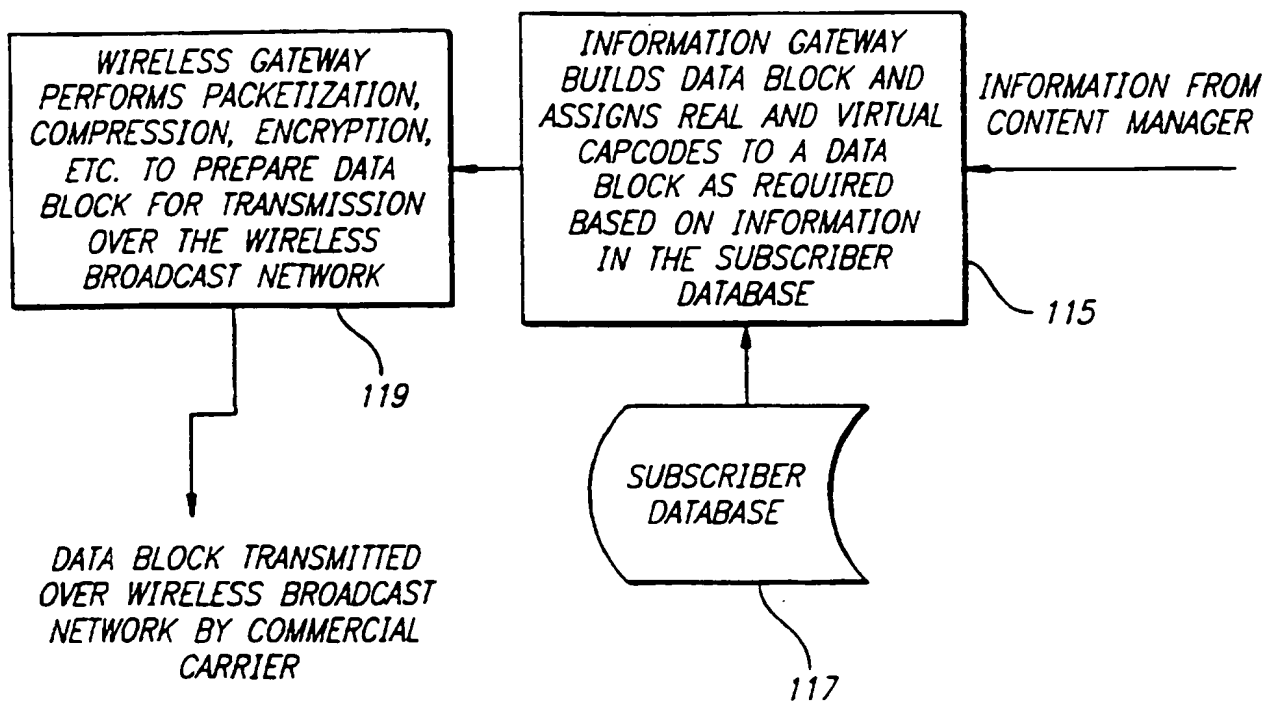 WIRELESS GATEWAY
PERFORMS PACKETIZATION,
COMPRESSION, ENCRYPTION,
ETC. TO PREPARE DATA
BLOCK FOR TRANSMISSION
OVER THE WIRELESS
BROADCAST NETWORK
119
INFORMATION GATEWAY
BUILDS DATA BLOCK AND
ASSIGNS REAL AND VIRTUAL
CAPCODES TO A DATA
BLOCK AS REQUIRED
BASED ON INFORMATION
IN THE SUBSCRIBER
DATABASE
115
INFORMATION FROM
CONTENT MANAGER
SUBSCRIBER
DATABASE
117
DATA BLOCK TRANSMITTED
OVER WIRELESS BROADCAST
NETWORK BY COMMERCIAL
CARRIER